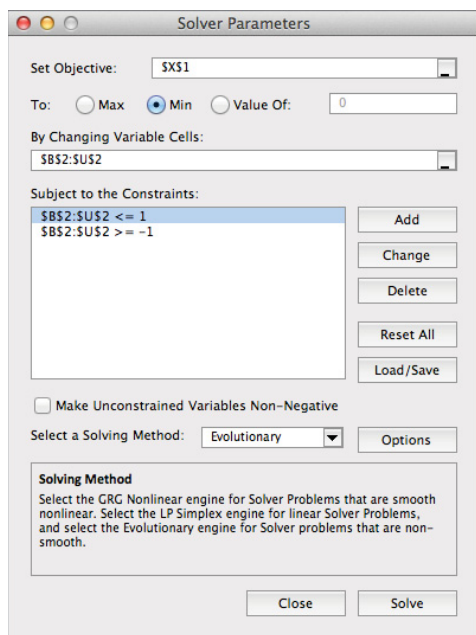 Solver Parameters
Set Objective: $X$1
To: Max Min Value Of: 0
By Changing Variable Cells:
$B$2:$U$2
Subject to the Constraints:
$B$2:$U$2 <= 1
$B$2:$U$2 >= -1
Add
Change
Delete
Reset All
Load/Save
Make Unconstrained Variables Non-Negative
Select a Solving Method: Evolutionary Options
Solving Method
Select the GRG Nonlinear engine for Solver Problems that are smooth
nonlinear. Select the LP Simplex engine for linear Solver Problems,
and select the Evolutionary engine for Solver problems that are non-
smooth.
Close Solve